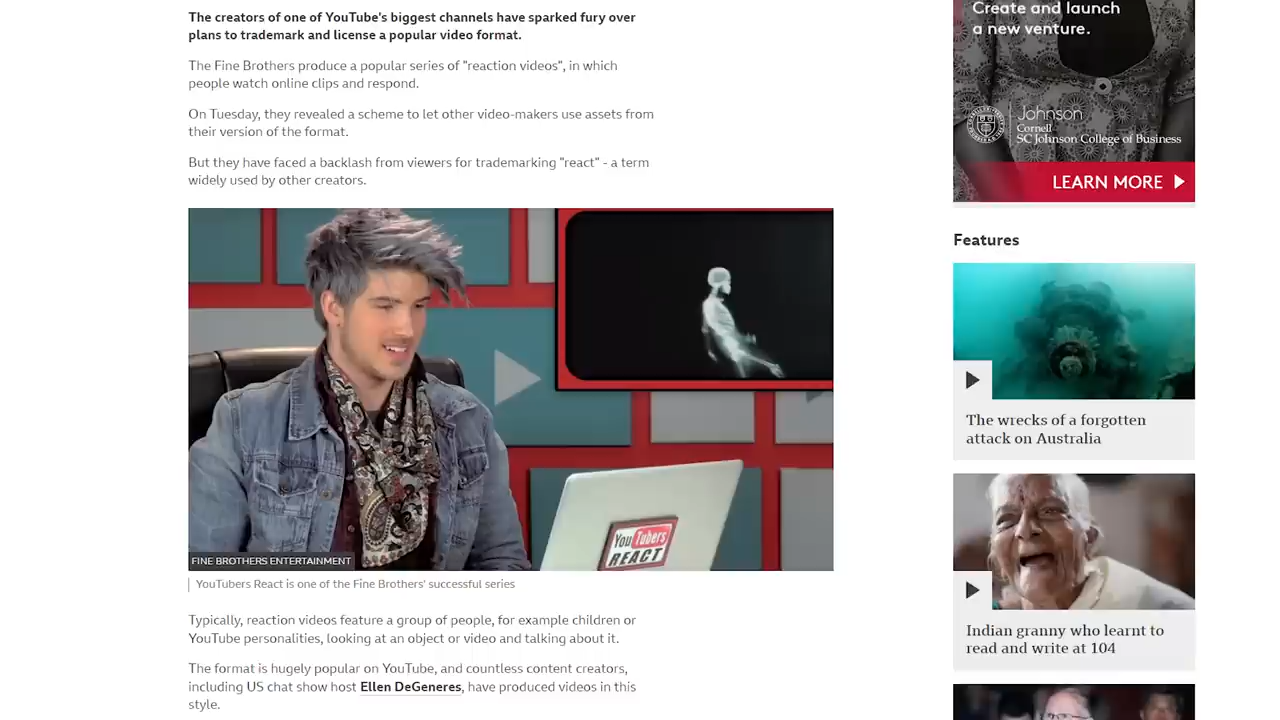 The creators of one of YouTube's biggest channels have sparked fury over
plans to trademark and license a popular video format.
The Fine Brothers produce a popular series of "reaction videos", in which
people watch online clips and respond.
On Tuesday, they revealed a scheme to let other video-makers use assets from
their version of the format.
But they have faced a backlash from viewers for trademarking "react" - a term
widely used by other creators.
YouTubers
REACT
FINE BROTHERS ENTERTAINMENT
YouTubers React is one of the Fine Brothers' successful series
Typically, reaction videos feature a group of people, for example children or
YouTube personalities, looking at an object or video and talking about it.
The format is hugely popular on YouTube, and countless content creators,
including US chat show host Ellen DeGeneres, have produced videos in this
style.
Create and launch
a new venture.
Johnson
Cornell
SC Johnson College of Business
LEARN MORE
Features
The wrecks of a forgotten
attack on Australia
Indian granny who learnt to
read and write at 104